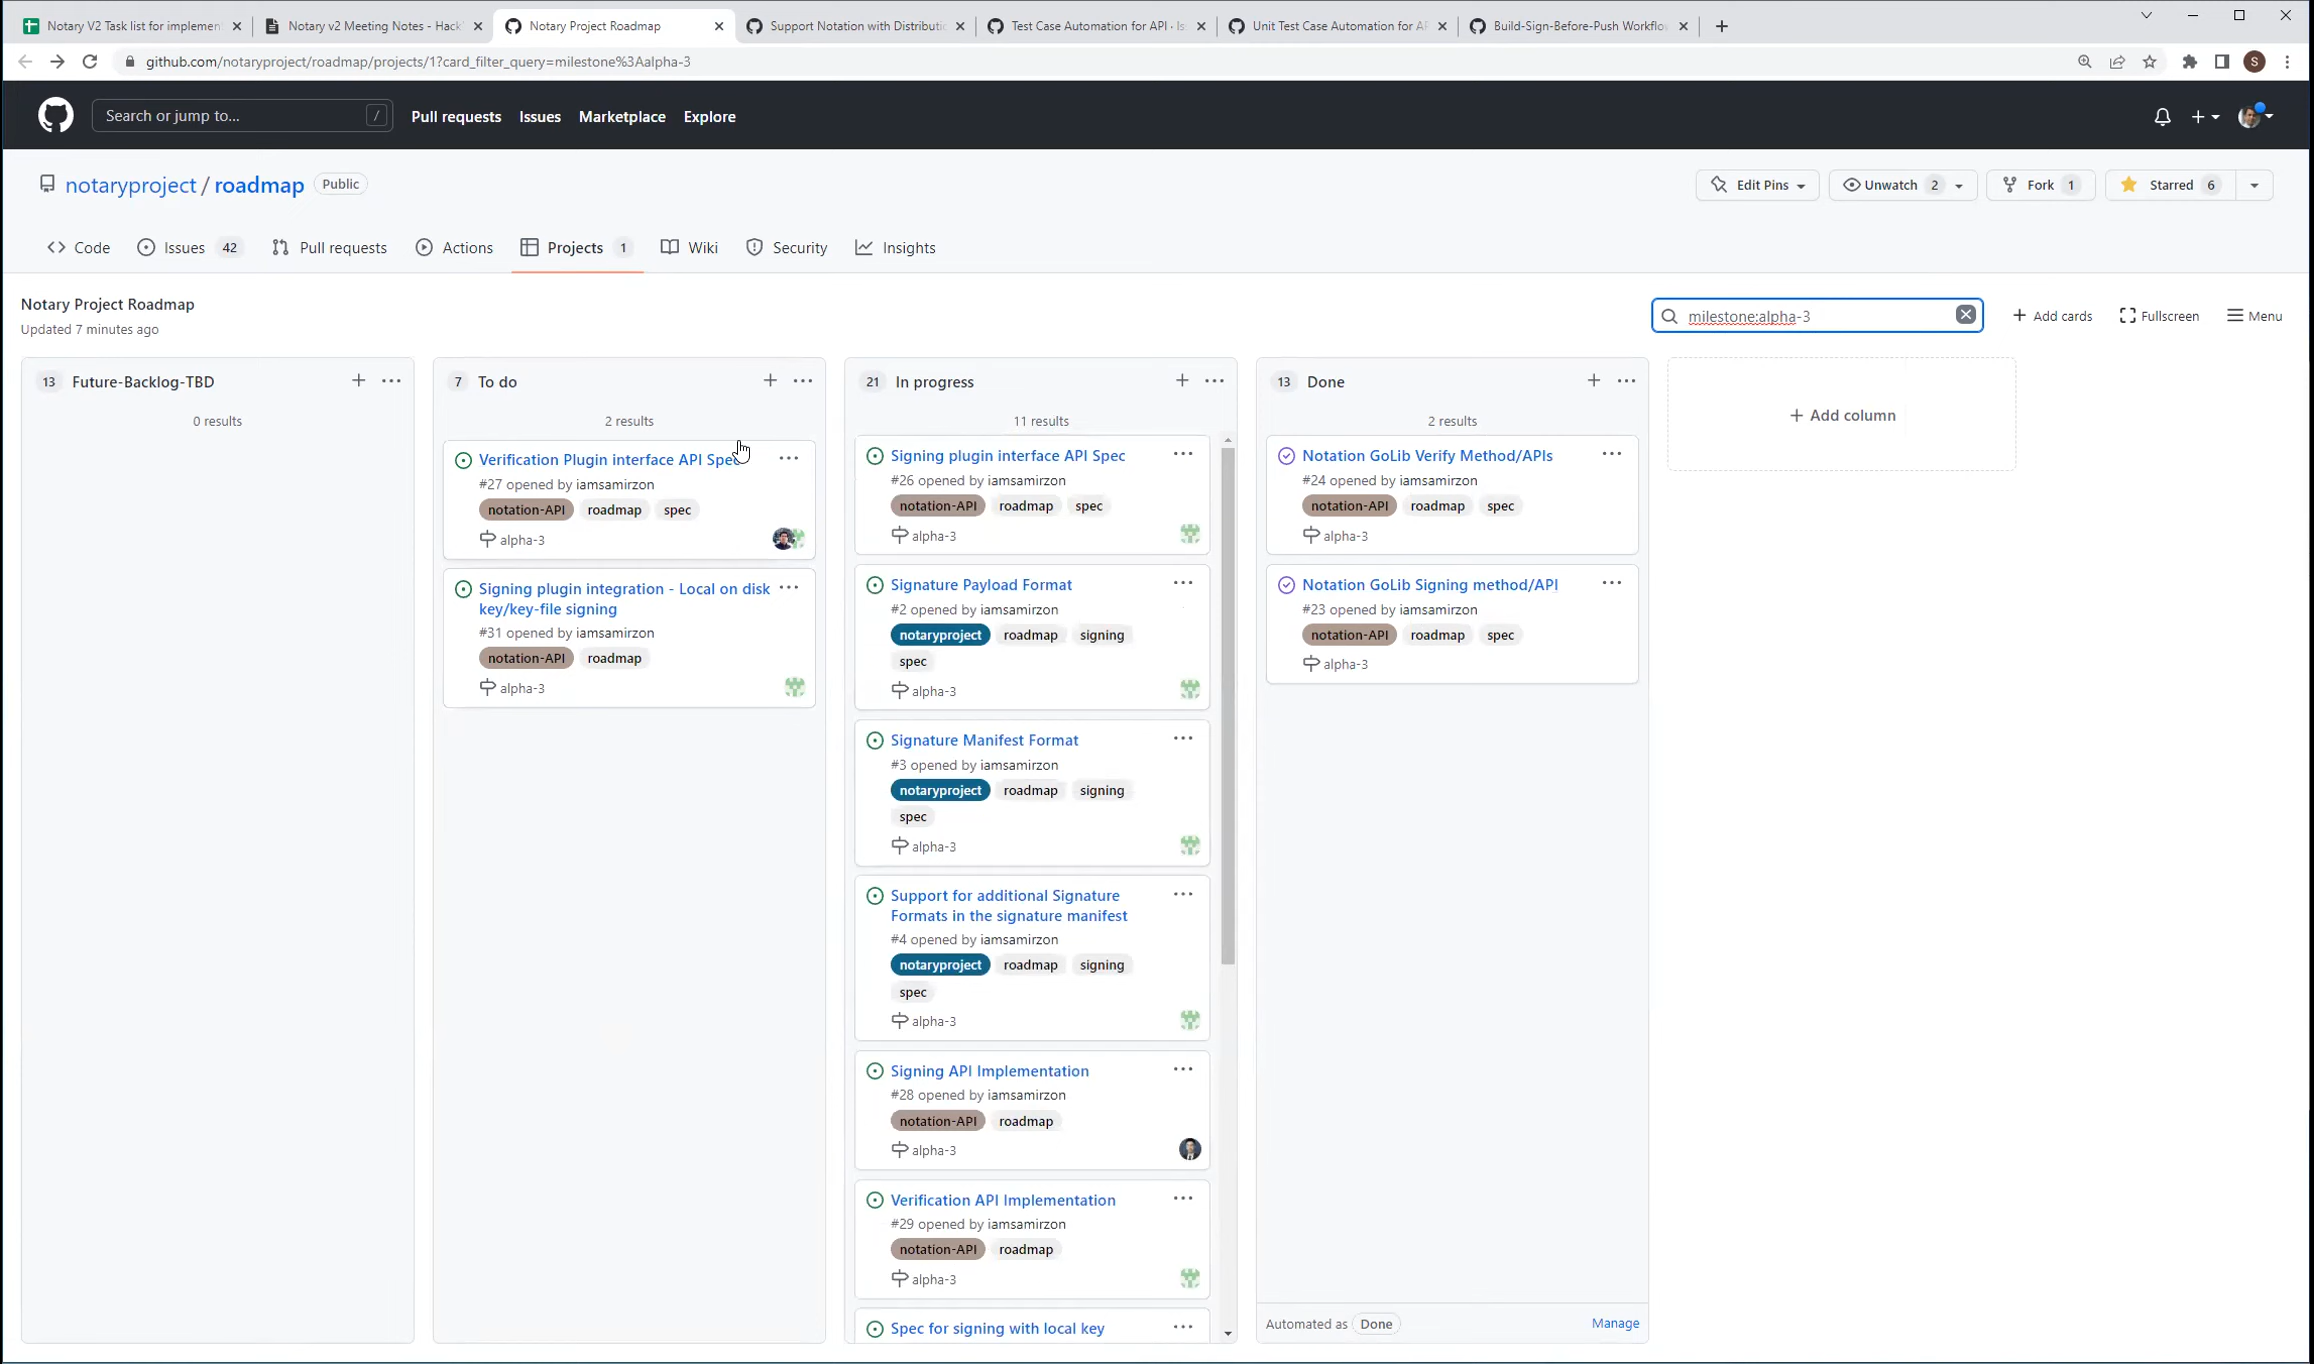 Notary V2 Task list for implemen
Notary v2 Meeting Notes - Hack
Notary Project Roadmap
Support Notation with Distributi
Test Case Automation for API · Is
Unit Test Case Automation for AP
Build-Sign-Before-Push Workflo
github.com/notaryproject/roadmap/projects/1?card_filter_query=milestone%3Aalpha-3
S
Search or jump to...
/
Pull requests
Issues
Marketplace
Explore
notaryproject / roadmap
Public
Edit Pins
Unwatch 2
Fork 1
Starred 6
Code
Issues 42
Pull requests
Actions
Projects 1
Wiki
Security
Insights
Notary Project Roadmap
Updated 7 minutes ago
milestone:alpha-3
+ Add cards
Fullscreen
Menu
13 Future-Backlog-TBD
0 results
7 To do
2 results
Verification Plugin interface API Spec
#27 opened by iamsamirzon
notation-API roadmap spec
alpha-3
Signing plugin integration - Local on disk
key/key-file signing
#31 opened by iamsamirzon
notation-API roadmap
alpha-3
21 In progress
11 results
Signing plugin interface API Spec
#26 opened by iamsamirzon
notation-API roadmap spec
alpha-3
Signature Payload Format
#2 opened by iamsamirzon
notaryproject roadmap signing
spec
alpha-3
Signature Manifest Format
#3 opened by iamsamirzon
notaryproject roadmap signing
spec
alpha-3
Support for additional Signature
Formats in the signature manifest
#4 opened by iamsamirzon
notaryproject roadmap signing
spec
alpha-3
Signing API Implementation
#28 opened by iamsamirzon
notation-API roadmap
alpha-3
Verification API Implementation
#29 opened by iamsamirzon
notation-API roadmap
alpha-3
Spec for signing with local key
13 Done
2 results
Notation GoLib Verify Method/APIs
#24 opened by iamsamirzon
notation-API roadmap spec
alpha-3
Notation GoLib Signing method/API
#23 opened by iamsamirzon
notation-API roadmap spec
alpha-3
Automated as Done
Manage
+ Add column